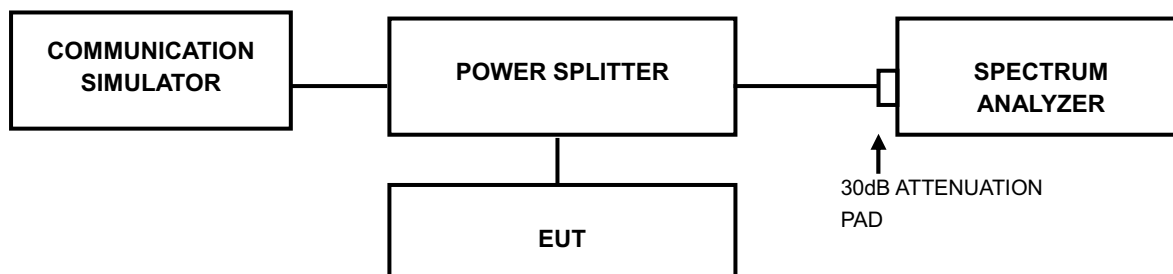 COMMUNICATION
SIMULATOR
POWER SPLITTER
SPECTRUM
ANALYZER
30dB ATTENUATION
PAD
EUT